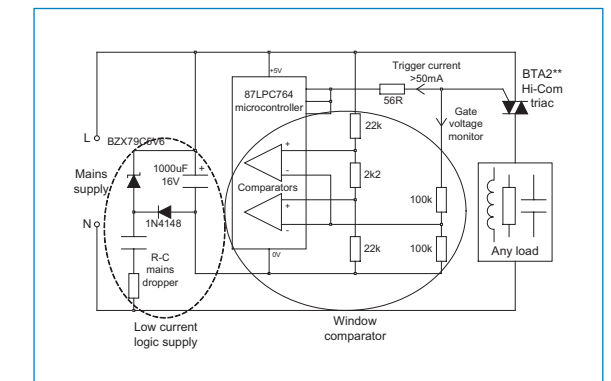 +5V
Trigger current
>50mA
BTA2**
Hi-Com
triac
87LPC764
microcontroller
56R
Gate
voltage
monitor
22k
L
BZX79C5V6
1000uF
16V
+
Mains
supply
+
-
2k2
Comparators
+
-
100k
N
1N4148
22k
100k
Any load
R-C
mains
dropper
0V
Low current
logic supply
Window
comparator